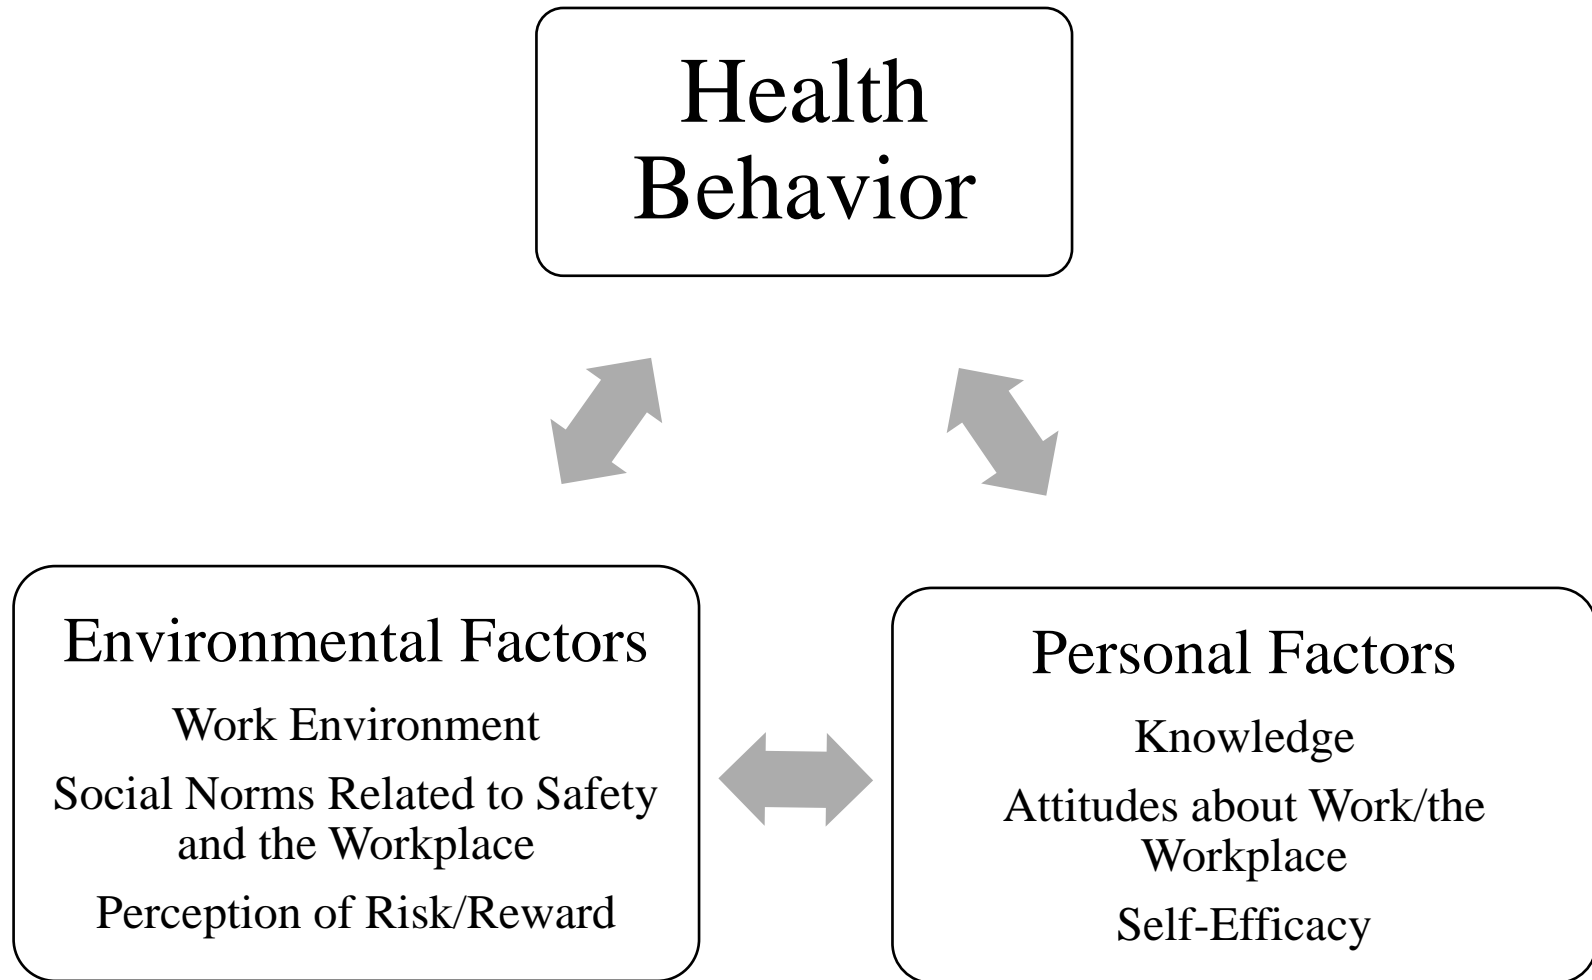 Health
Behavior
Environmental Factors
Work Environment
Social Norms Related to Safety
and the Workplace
Perception of Risk/Reward
Personal Factors
Knowledge
Attitudes about Work/the
Workplace
Self-Efficacy